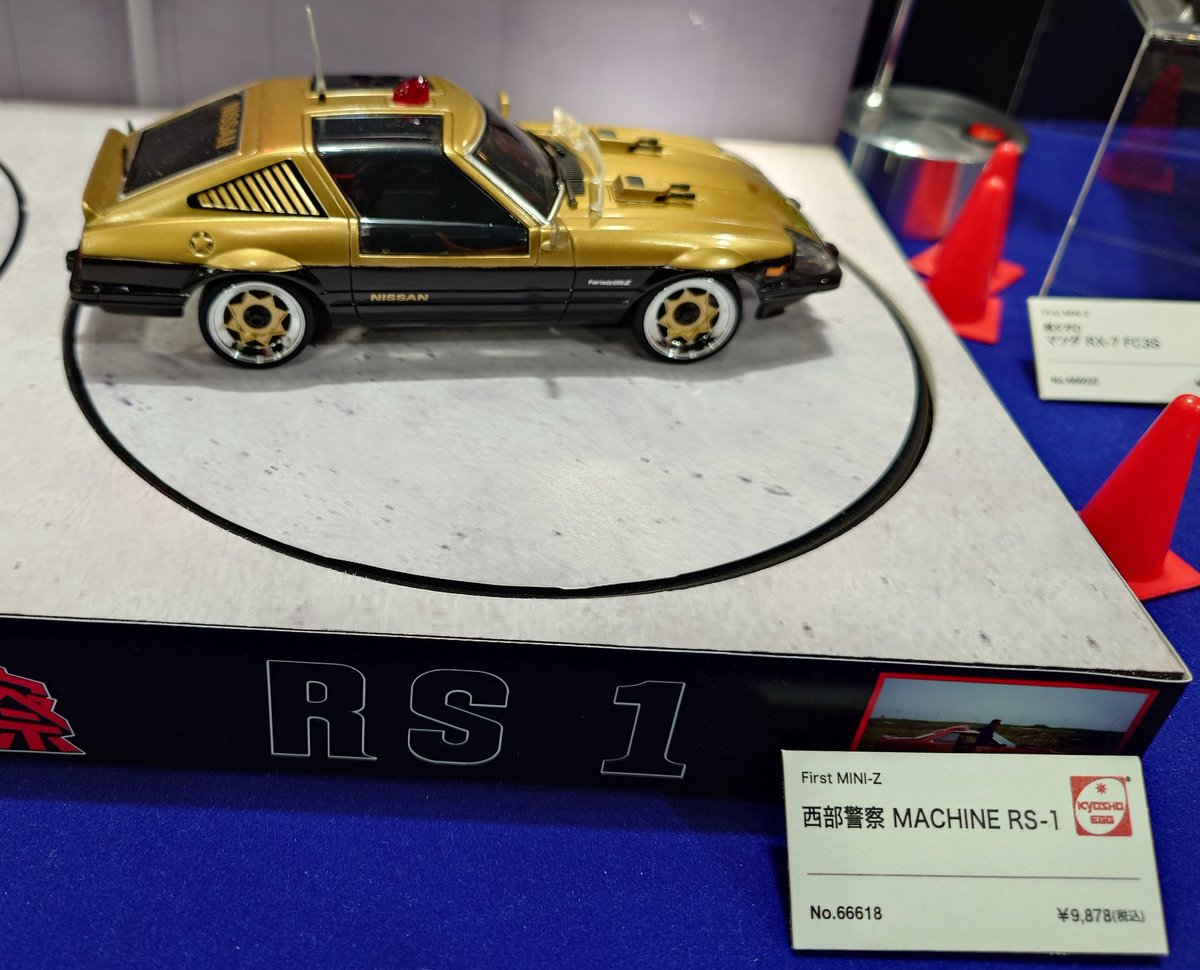 NISSAN
First MINI-Z
マツダ RX-7 FC3S
RS 1
First MINI-Z
西部警察 MACHINE RS-1
KYOSHO
EGG
No.66618
¥9,878(税込)